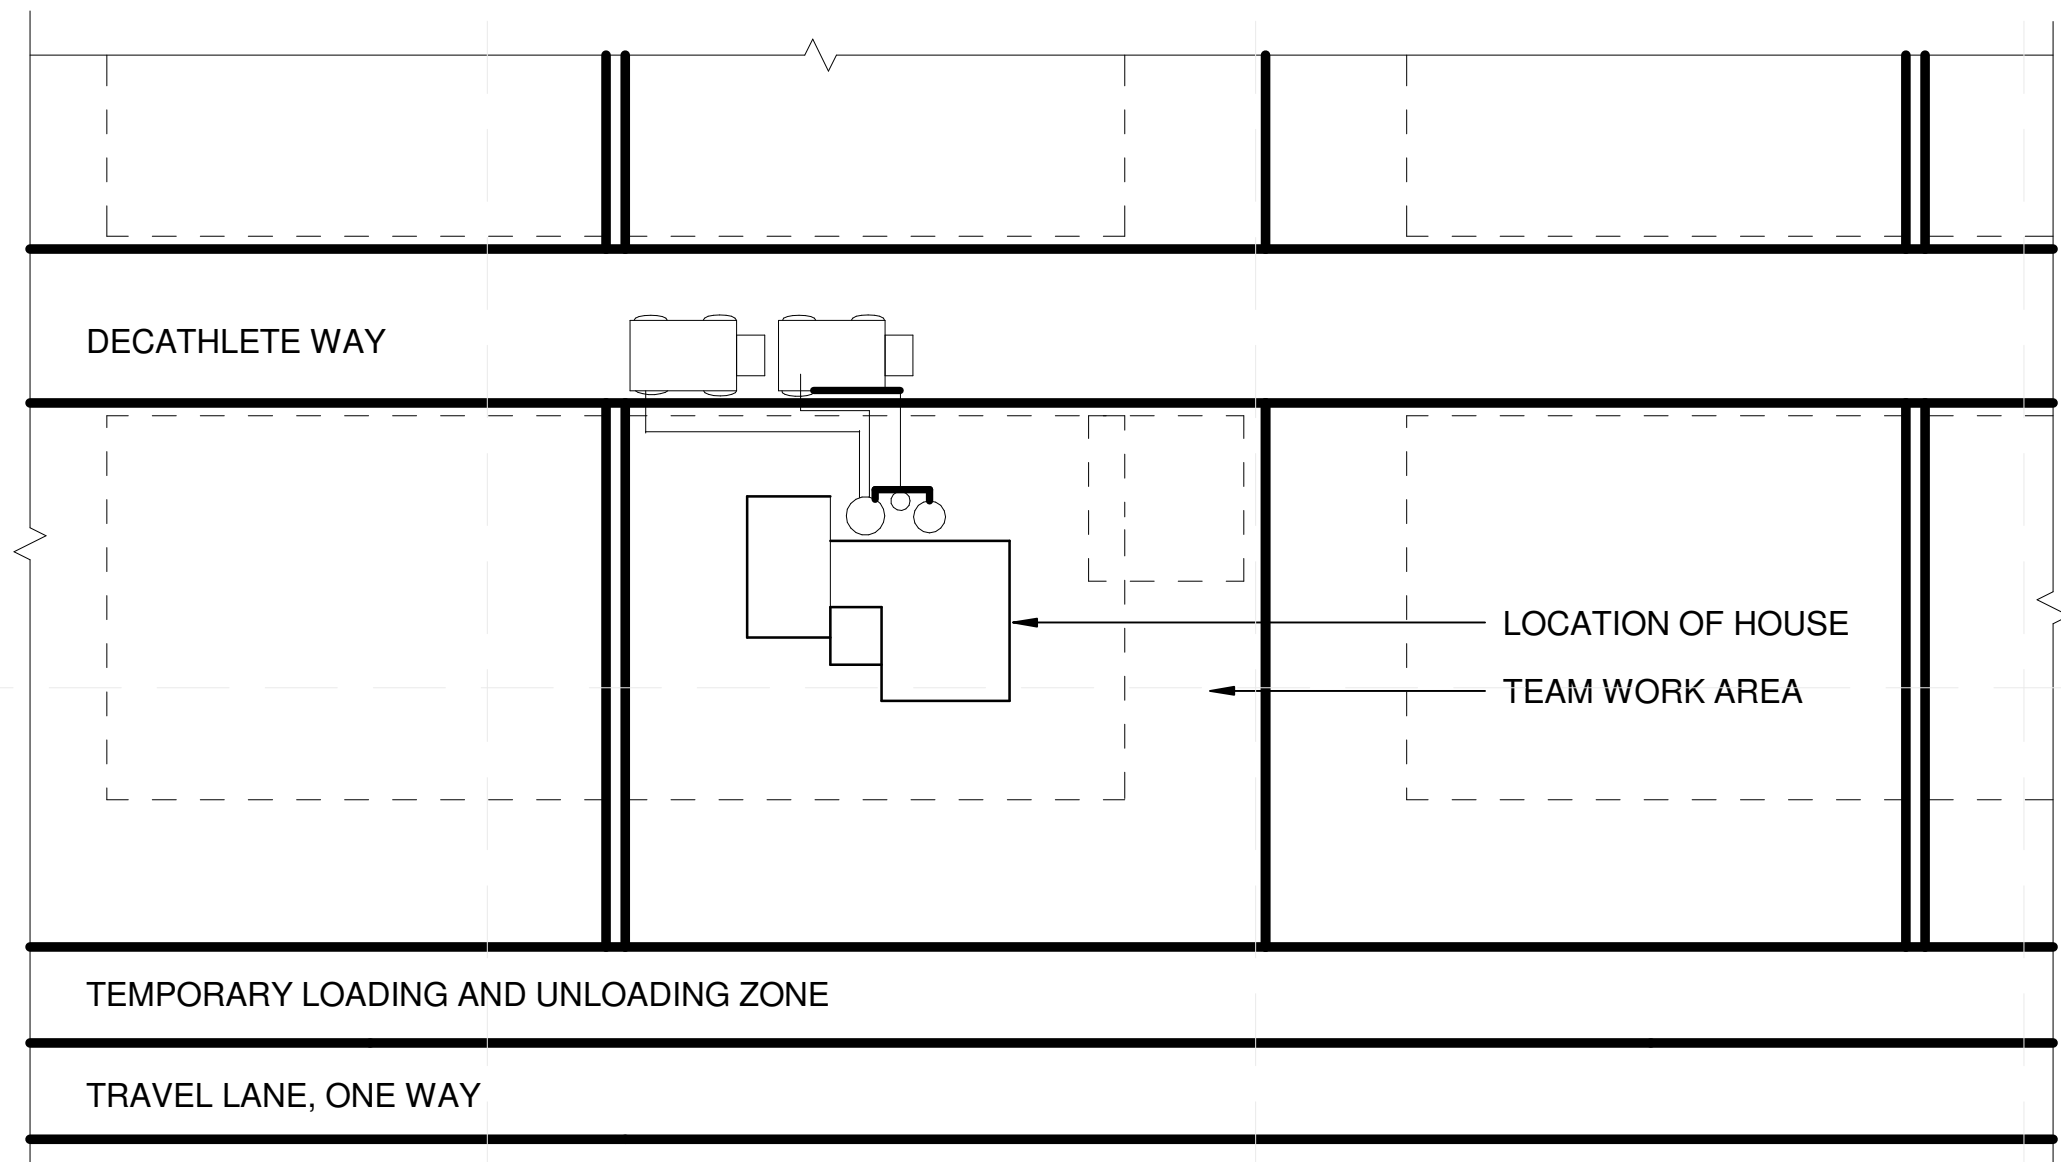 DECATHLETE WAY
LOCATION OF HOUSE
TEAM WORK AREA
TEMPORARY LOADING AND UNLOADING ZONE
TRAVEL LANE, ONE WAY